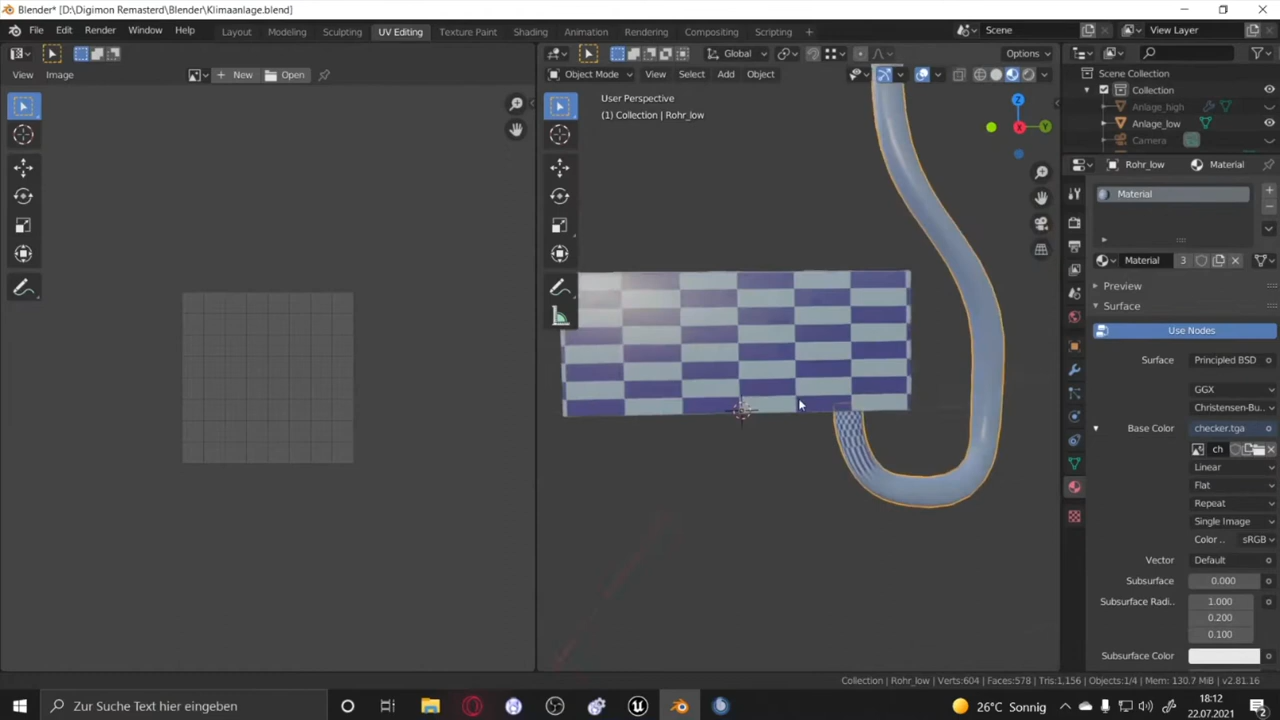 Blender* [D:\Digimon Remasterd\Blender\Klimaanlage.blend]
File Edit Render Window Help
Layout Modeling Sculpting UV Editing Texture Paint Shading Animation Rendering Compositing Scripting
Scene
View Layer
Global
Options
View Image
New
Open
Object Mode
View Select Add Object
User Perspective
(1) Collection | Rohr_low
X
Y
Z
Scene Collection
Collection
Anlage_high
Anlage_low
Camera
Rohr_low
Material
Material
Material
3
Preview
Surface
Use Nodes
Surface
Principled BSD
GGX
Christensen-Bu..
Base Color
checker.tga
ch
Linear
Flat
Repeat
Single Image
Color ..
sRGB
Vector
Default
Subsurface
0.000
Subsurface Radi..
1.000
0.200
0.100
Subsurface Color
Collection | Rohr_low | Verts:604 | Faces:578 | Tris:1,156 | Objects:1/4 | Mem: 130.7 MiB | v2.81.16
Zur Suche Text hier eingeben
26°C Sonnig
18:12
22.07.2021
2